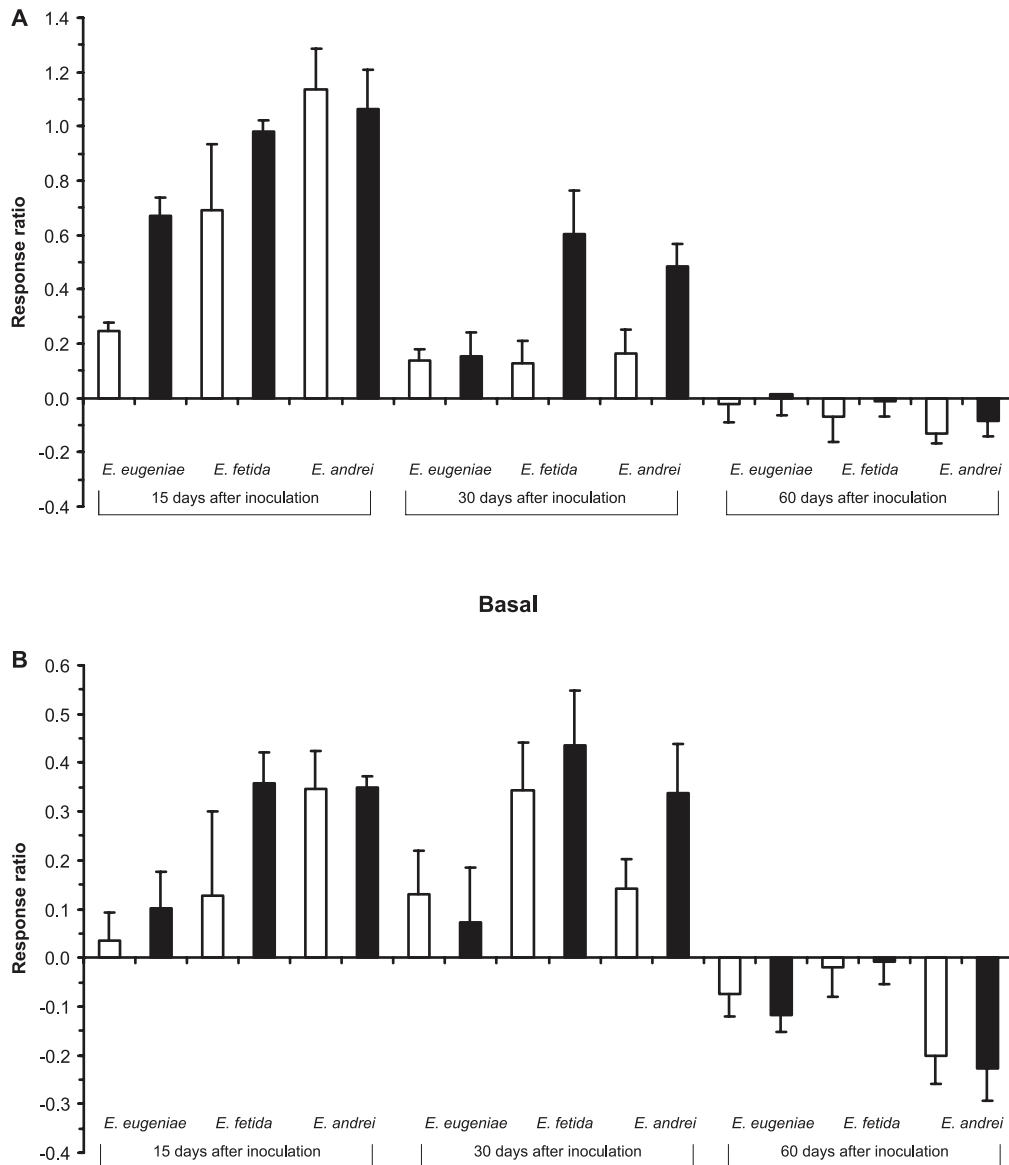 A
1.4
1.2
1.0
0.8
0.6
0.4
0.2
0.0
-0.2
-0.4
Response ratio
E. eugeniae E. fetida E. andrei E. eugeniae E. fetida E. andrei E. eugeniae E. fetida E. andrei
15 days after inoculation 30 days after inoculation 60 days after inoculation
Basal
B
0.6
0.5
0.4
0.3
0.2
0.1
0.0
-0.1
-0.2
-0.3
-0.4
Response ratio
E. eugeniae E. fetida E. andrei E. eugeniae E. fetida E. andrei E. eugeniae E. fetida E. andrei
15 days after inoculation 30 days after inoculation 60 days after inoculation